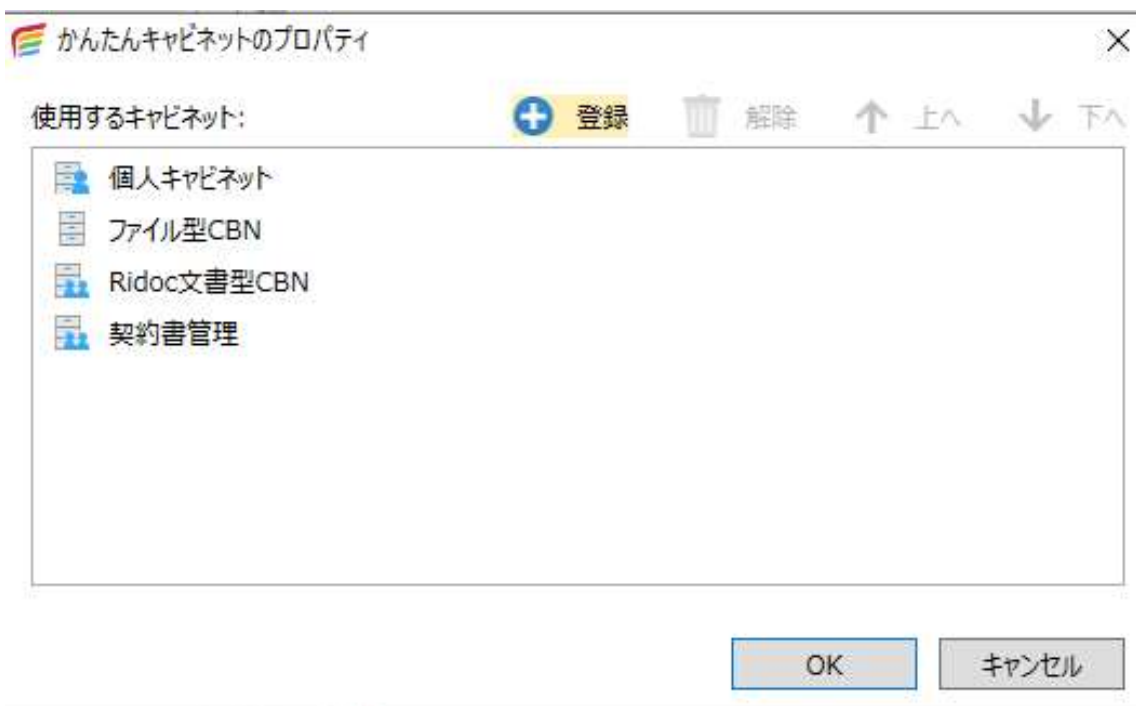 かんたんキャビネットのプロパティ
使用するキャビネット: 登録 解除 上へ 下へ
個人キャビネット
ファイル型CBN
Ridoc文書型CBN
契約書管理
OK キャンセル